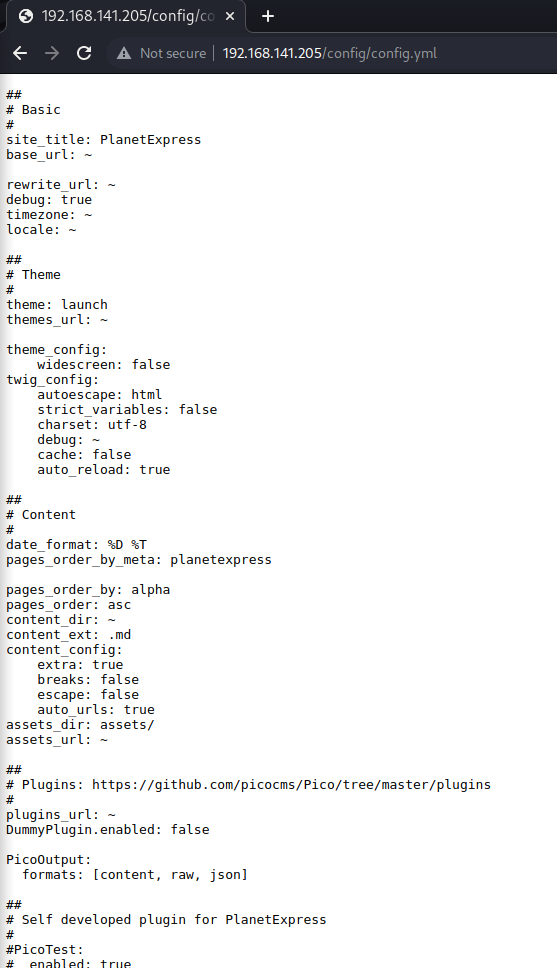 192.168.141.205/config/co
Not secure
192.168.141.205/config/config.yml
##
# Basic
#
site_title: PlanetExpress
base_url: ~
rewrite_url: ~
debug: true
timezone: ~
locale: ~
##
# Theme
#
theme: launch
themes_url: ~
theme_config:
    widescreen: false
twig_config:
    autoescape: html
    strict_variables: false
    charset: utf-8
    debug: ~
    cache: false
    auto_reload: true
##
# Content
#
date_format: %D %T
pages_order_by_meta: planetexpress
pages_order_by: alpha
pages_order: asc
content_dir: ~
content_ext: .md
content_config:
    extra: true
    breaks: false
    escape: false
    auto_urls: true
assets_dir: assets/
assets_url: ~
##
# Plugins: https://github.com/picocms/Pico/tree/master/plugins
#
plugins_url: ~
DummyPlugin.enabled: false
PicoOutput:
  formats: [content, raw, json]
##
# Self developed plugin for PlanetExpress
#
#PicoTest:
#  enabled: true